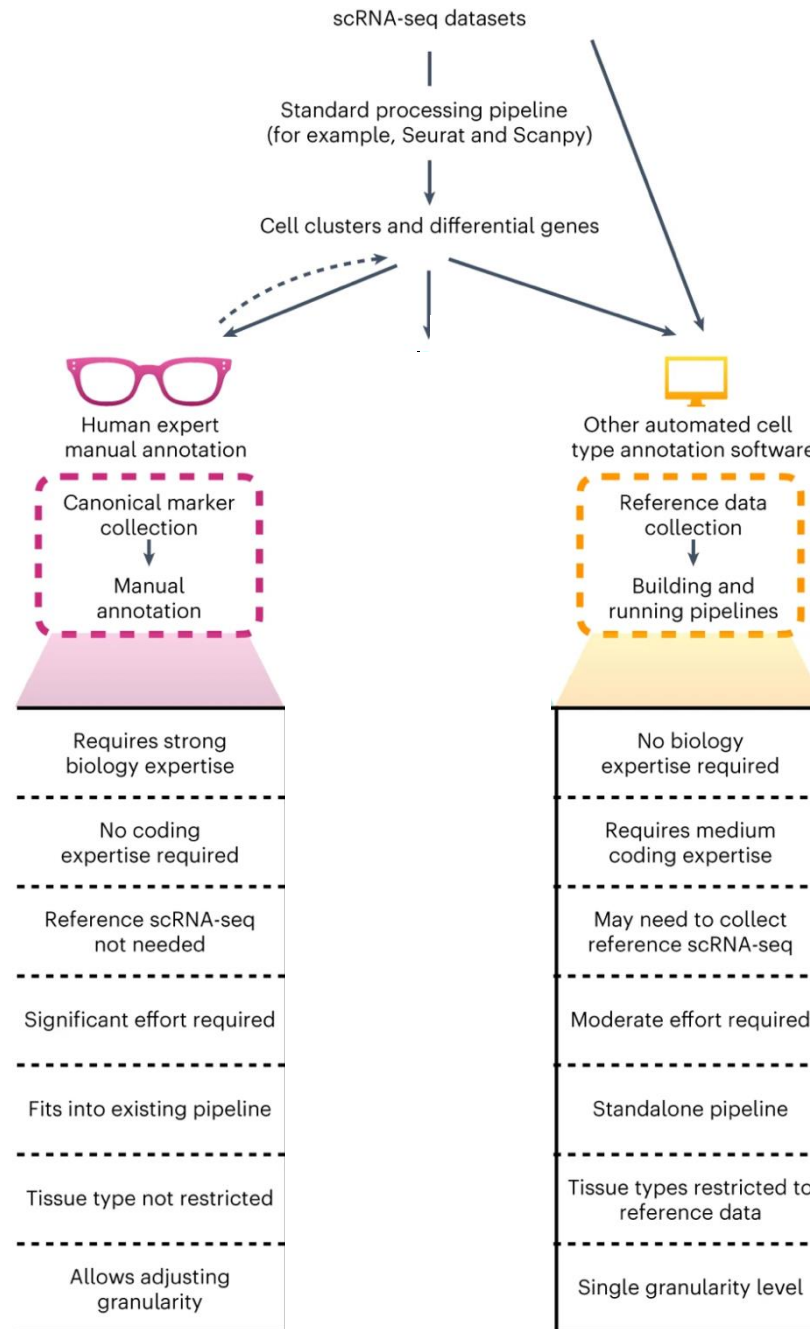 scRNA-seq datasets
Standard processing pipeline
(for example, Seurat and Scanpy)
Cell clusters and differential genes
Human expert
manual annotation
Canonical marker
collection
Manual
annotation
Requires strong
biology expertise
No coding
expertise required
Reference scRNA-seq
not needed
Significant effort required
Fits into existing pipeline
Tissue type not restricted
Allows adjusting
granularity
Other automated cell
type annotation software
Reference data
collection
Building and
running pipelines
No biology
expertise required
Requires medium
coding expertise
May need to collect
reference scRNA-seq
Moderate effort required
Standalone pipeline
Tissue types restricted to
reference data
Single granularity level